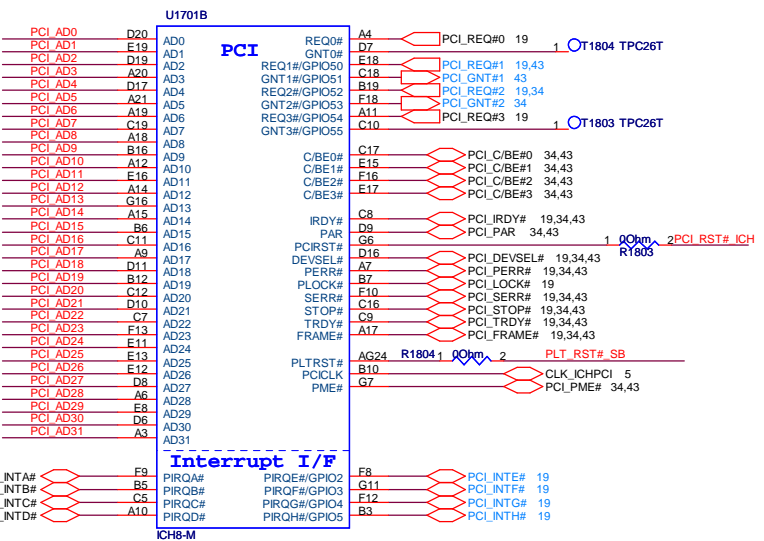 U1701B
PCI
PCI_AD0 D20 AD0 REQ0# A4 PCI_REQ#0 19
PCI_AD1 E19 AD1 GNT0# D7 1 T1804 TPC26T
PCI_AD2 D19 AD2 REQ1#/GPIO50 E18 PCI_REQ#1 19,43
PCI_AD3 A20 AD3 GNT1#/GPIO51 C18 PCI_GNT#1 43
PCI_AD4 D17 AD4 REQ2#/GPIO52 B19 PCI_REQ#2 19,34
PCI_AD5 A21 AD5 GNT2#/GPIO53 F18 PCI_GNT#2 34
PCI_AD6 A19 AD6 REQ3#/GPIO54 A11 PCI_REQ#3 19
PCI_AD7 C19 AD7 GNT3#/GPIO55 C10 1 T1803 TPC26T
PCI_AD8 A18 AD8
PCI_AD9 B16 AD9 C/BE0# C17 PCI_C/BE#0 34,43
PCI_AD10 A12 AD10 C/BE1# E15 PCI_C/BE#1 34,43
PCI_AD11 E16 AD11 C/BE2# F16 PCI_C/BE#2 34,43
PCI_AD12 A14 AD12 C/BE3# E17 PCI_C/BE#3 34,43
PCI_AD13 G16 AD13
PCI_AD14 A15 AD14 IRDY# C8 PCI_IRDY# 19,34,43
PCI_AD15 B6 AD15 PAR D9 PCI_PAR 34,43
PCI_AD16 C11 AD16 PCIRST# G6 1 0Ohm 2 PCI_RST#_ICH
R1803
PCI_AD17 A9 AD17 DEVSEL# D16 PCI_DEVSEL# 19,34,43
PCI_AD18 D11 AD18 PERR# A7 PCI_PERR# 19,34,43
PCI_AD19 B12 AD19 PLOCK# B7 PCI_LOCK# 19
PCI_AD20 C12 AD20 SERR# F10 PCI_SERR# 19,34,43
PCI_AD21 D10 AD21 STOP# C16 PCI_STOP# 19,34,43
PCI_AD22 C7 AD22 TRDY# C9 PCI_TRDY# 19,34,43
PCI_AD23 F13 AD23 FRAME# A17 PCI_FRAME# 19,34,43
PCI_AD24 E11 AD24
PCI_AD25 E13 AD25 PLTRST# AG24 R1804 1 0Ohm 2 PLT_RST#_SB
PCI_AD26 E12 AD26 PCICLK B10 CLK_ICHPCI 5
PCI_AD27 D8 AD27 PME# G7 PCI_PME# 34,43
PCI_AD28 A6 AD28
PCI_AD29 E8 AD29
PCI_AD30 D6 AD30
PCI_AD31 A3 AD31
Interrupt I/F
_INTA# F9 PIRQA# PIRQE#/GPIO2 F8 PCI_INTE# 19
_INTB# B5 PIRQB# PIRQF#/GPIO3 G11 PCI_INTF# 19
_INTC# C5 PIRQC# PIRQG#/GPIO4 F12 PCI_INTG# 19
_INTD# A10 PIRQD# PIRQH#/GPIO5 B3 PCI_INTH# 19
ICH8-M